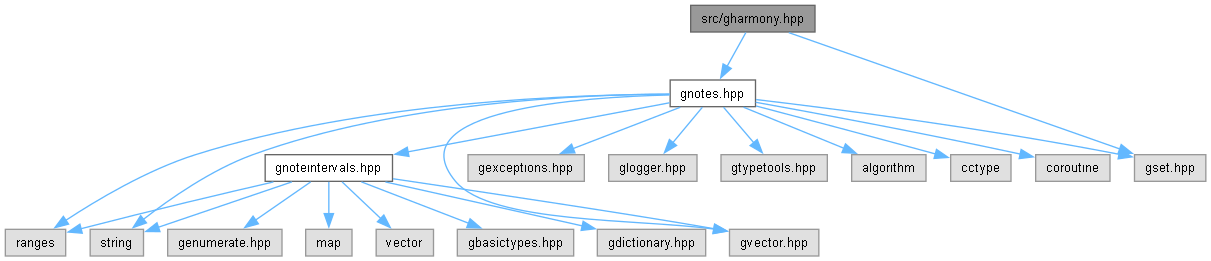 src/gharmony.hpp
gnotes.hpp
gnoteintervals.hpp
gexceptions.hpp
glogger.hpp
gtypetools.hpp
algorithm
cctype
coroutine
gset.hpp
ranges
string
genumerate.hpp
map
vector
gbasictypes.hpp
gdictionary.hpp
gvector.hpp